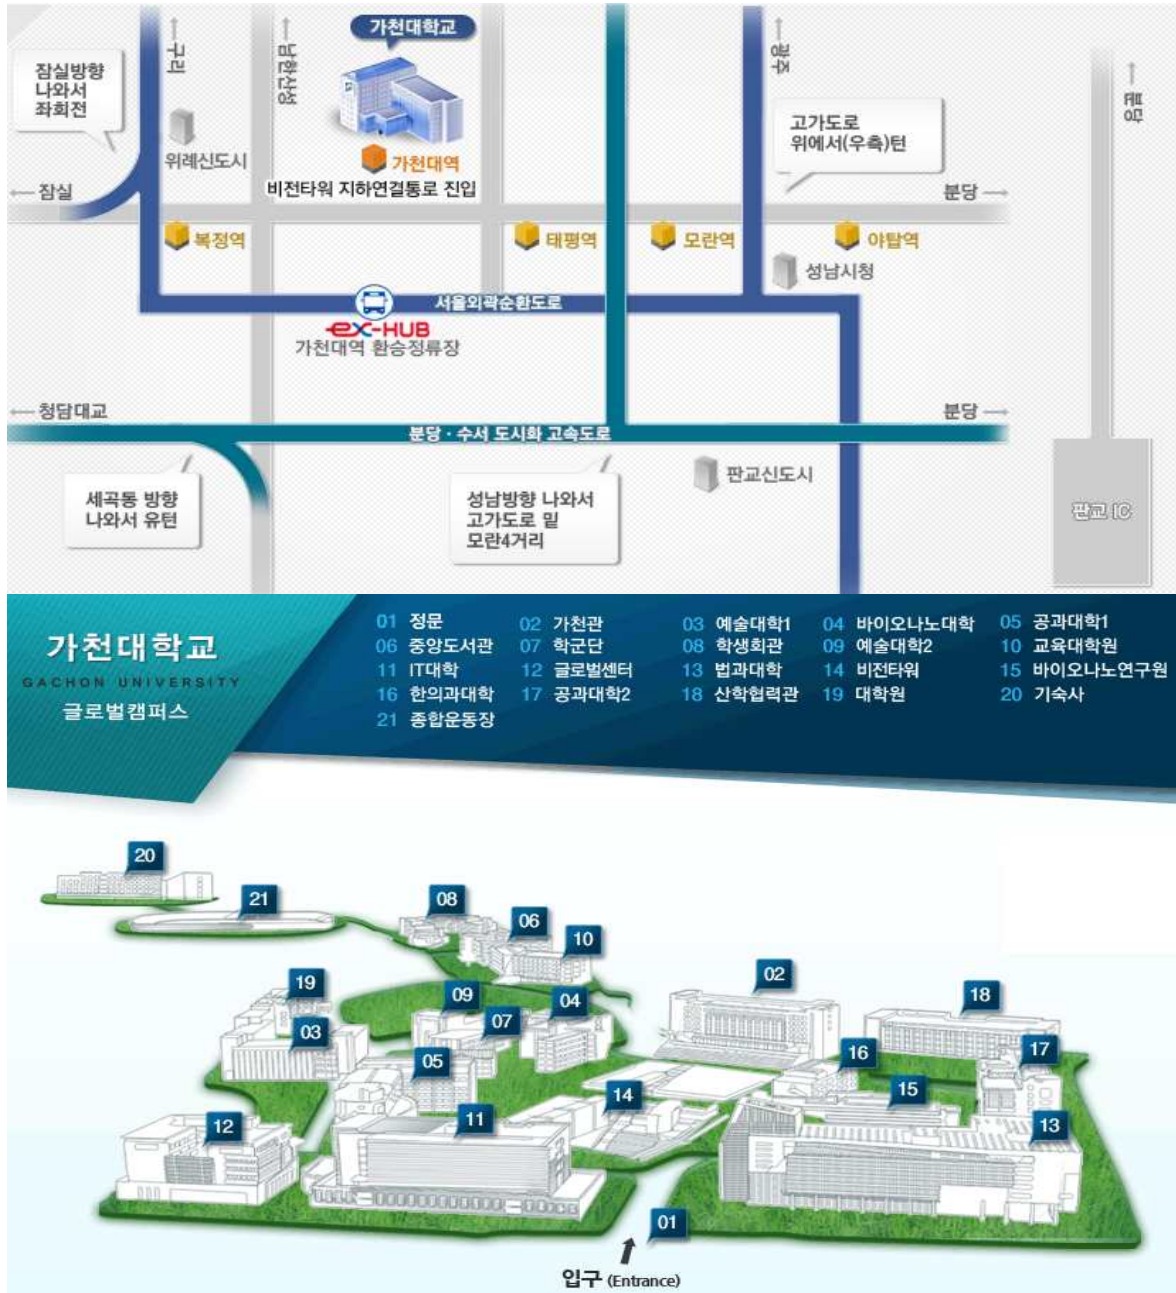 가천대학교
구리
남한산성
광주
분당
잠실방향
나와서
좌회전
고가도로
위에서(우측)턴
위례신도시
가천대역
비전타워 지하연결통로 진입
잠실
분당
복정역
태평역
모란역
야탑역
성남시청
서울외곽순환도로
ex-HUB
가천대역 환승정류장
청담대교
분당
분당 · 수서 도시화 고속도로
세곡동 방향
나와서 유턴
성남방향 나와서
고가도로 밑
모란4거리
판교신도시
판교 IC
가천대학교
GACHON UNIVERSITY
글로벌캠퍼스
01 정문 02 가천관 03 예술대학1 04 바이오나노대학 05 공과대학1
06 중앙도서관 07 학군단 08 학생회관 09 예술대학2 10 교육대학원
11 IT대학 12 글로벌센터 13 법과대학 14 비전타워 15 바이오나노연구원
16 한의과대학 17 공과대학2 18 산학협력관 19 대학원 20 기숙사
21 종합운동장
20
21
08
06
10
02
19
09
04
18
03
07
05
16
17
14
15
12
11
13
01
입구 (Entrance)